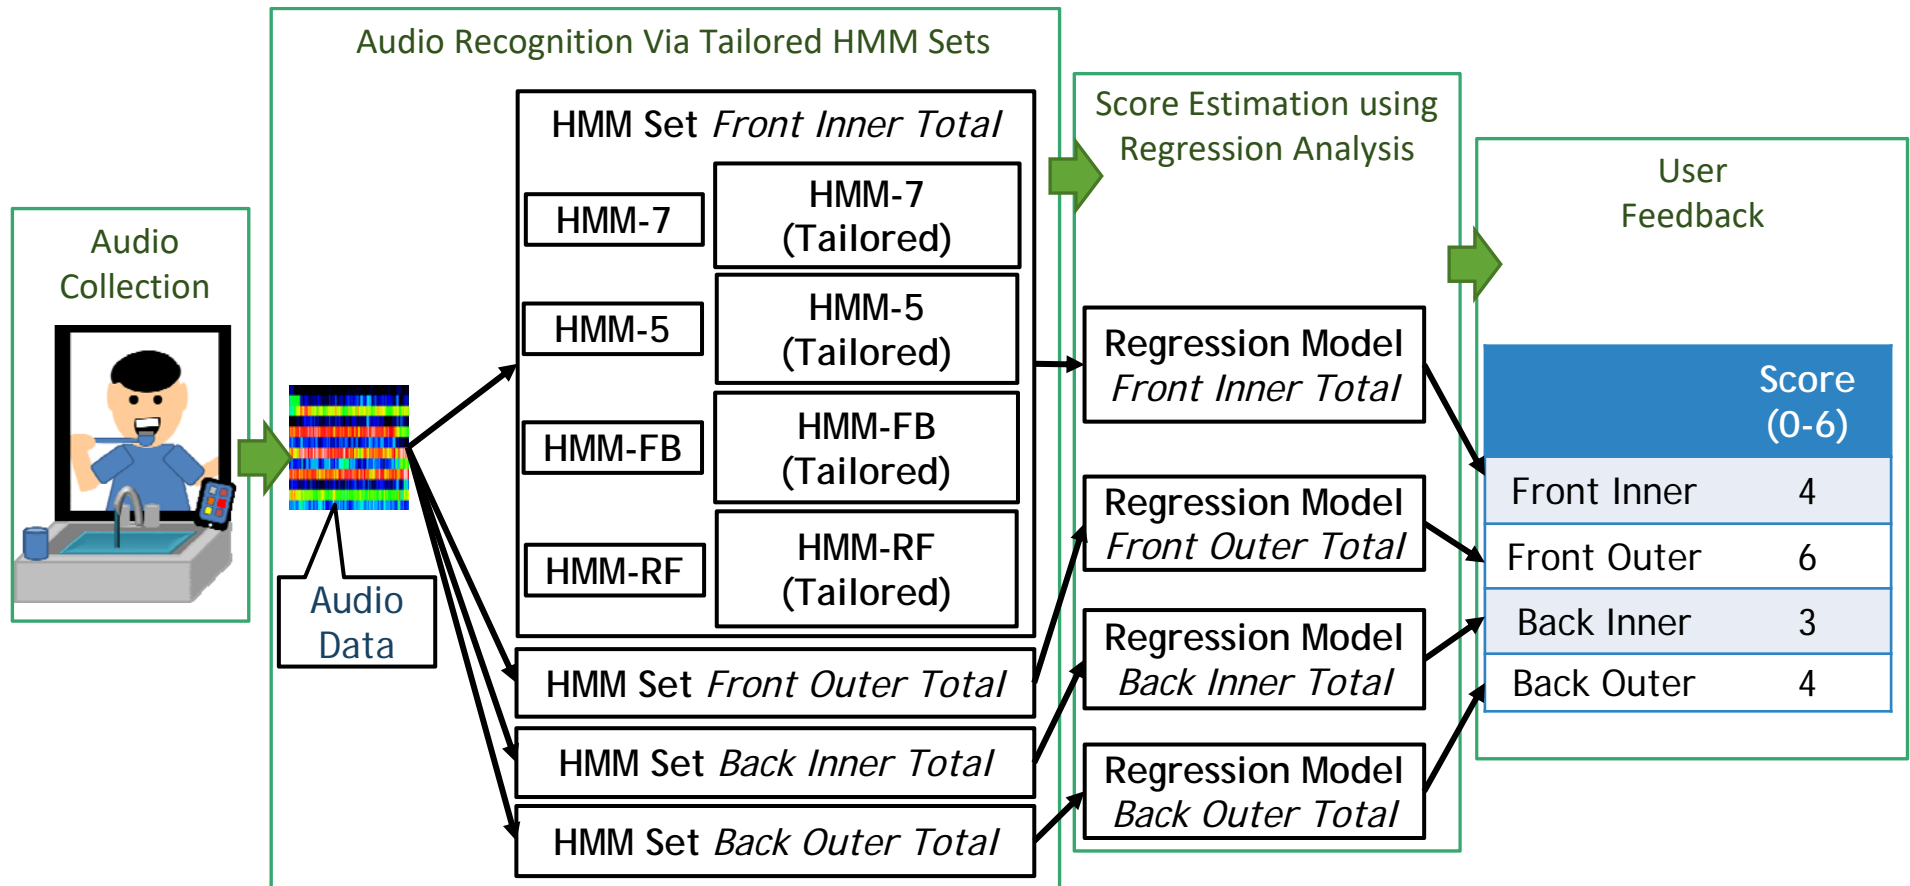 Audio
Collection
Audio Recognition Via Tailored HMM Sets
Audio
Data
HMM Set Front Inner Total
HMM-7
HMM-7
(Tailored)
HMM-5
HMM-5
(Tailored)
HMM-FB
HMM-FB
(Tailored)
HMM-RF
HMM-RF
(Tailored)
HMM Set Front Outer Total
HMM Set Back Inner Total
HMM Set Back Outer Total
Score Estimation using
Regression Analysis
Regression Model
Front Inner Total
Regression Model
Front Outer Total
Regression Model
Back Inner Total
Regression Model
Back Outer Total
User
Feedback
Score
(0-6)
Front Inner 4
Front Outer 6
Back Inner 3
Back Outer 4